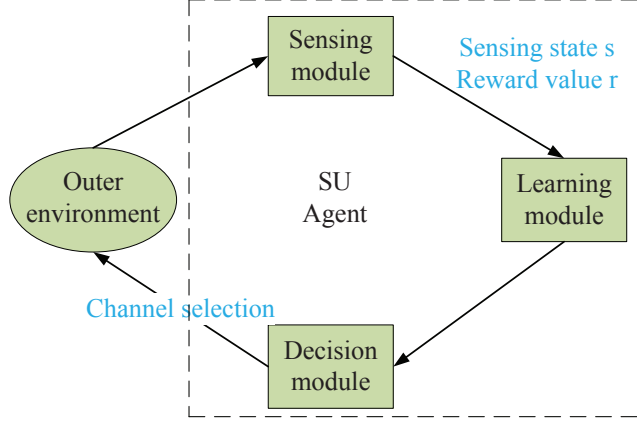 Sensing
module
Sensing state s
Reward value r
Outer
environment
SU
Agent
Learning
module
Channel selection
Decision
module